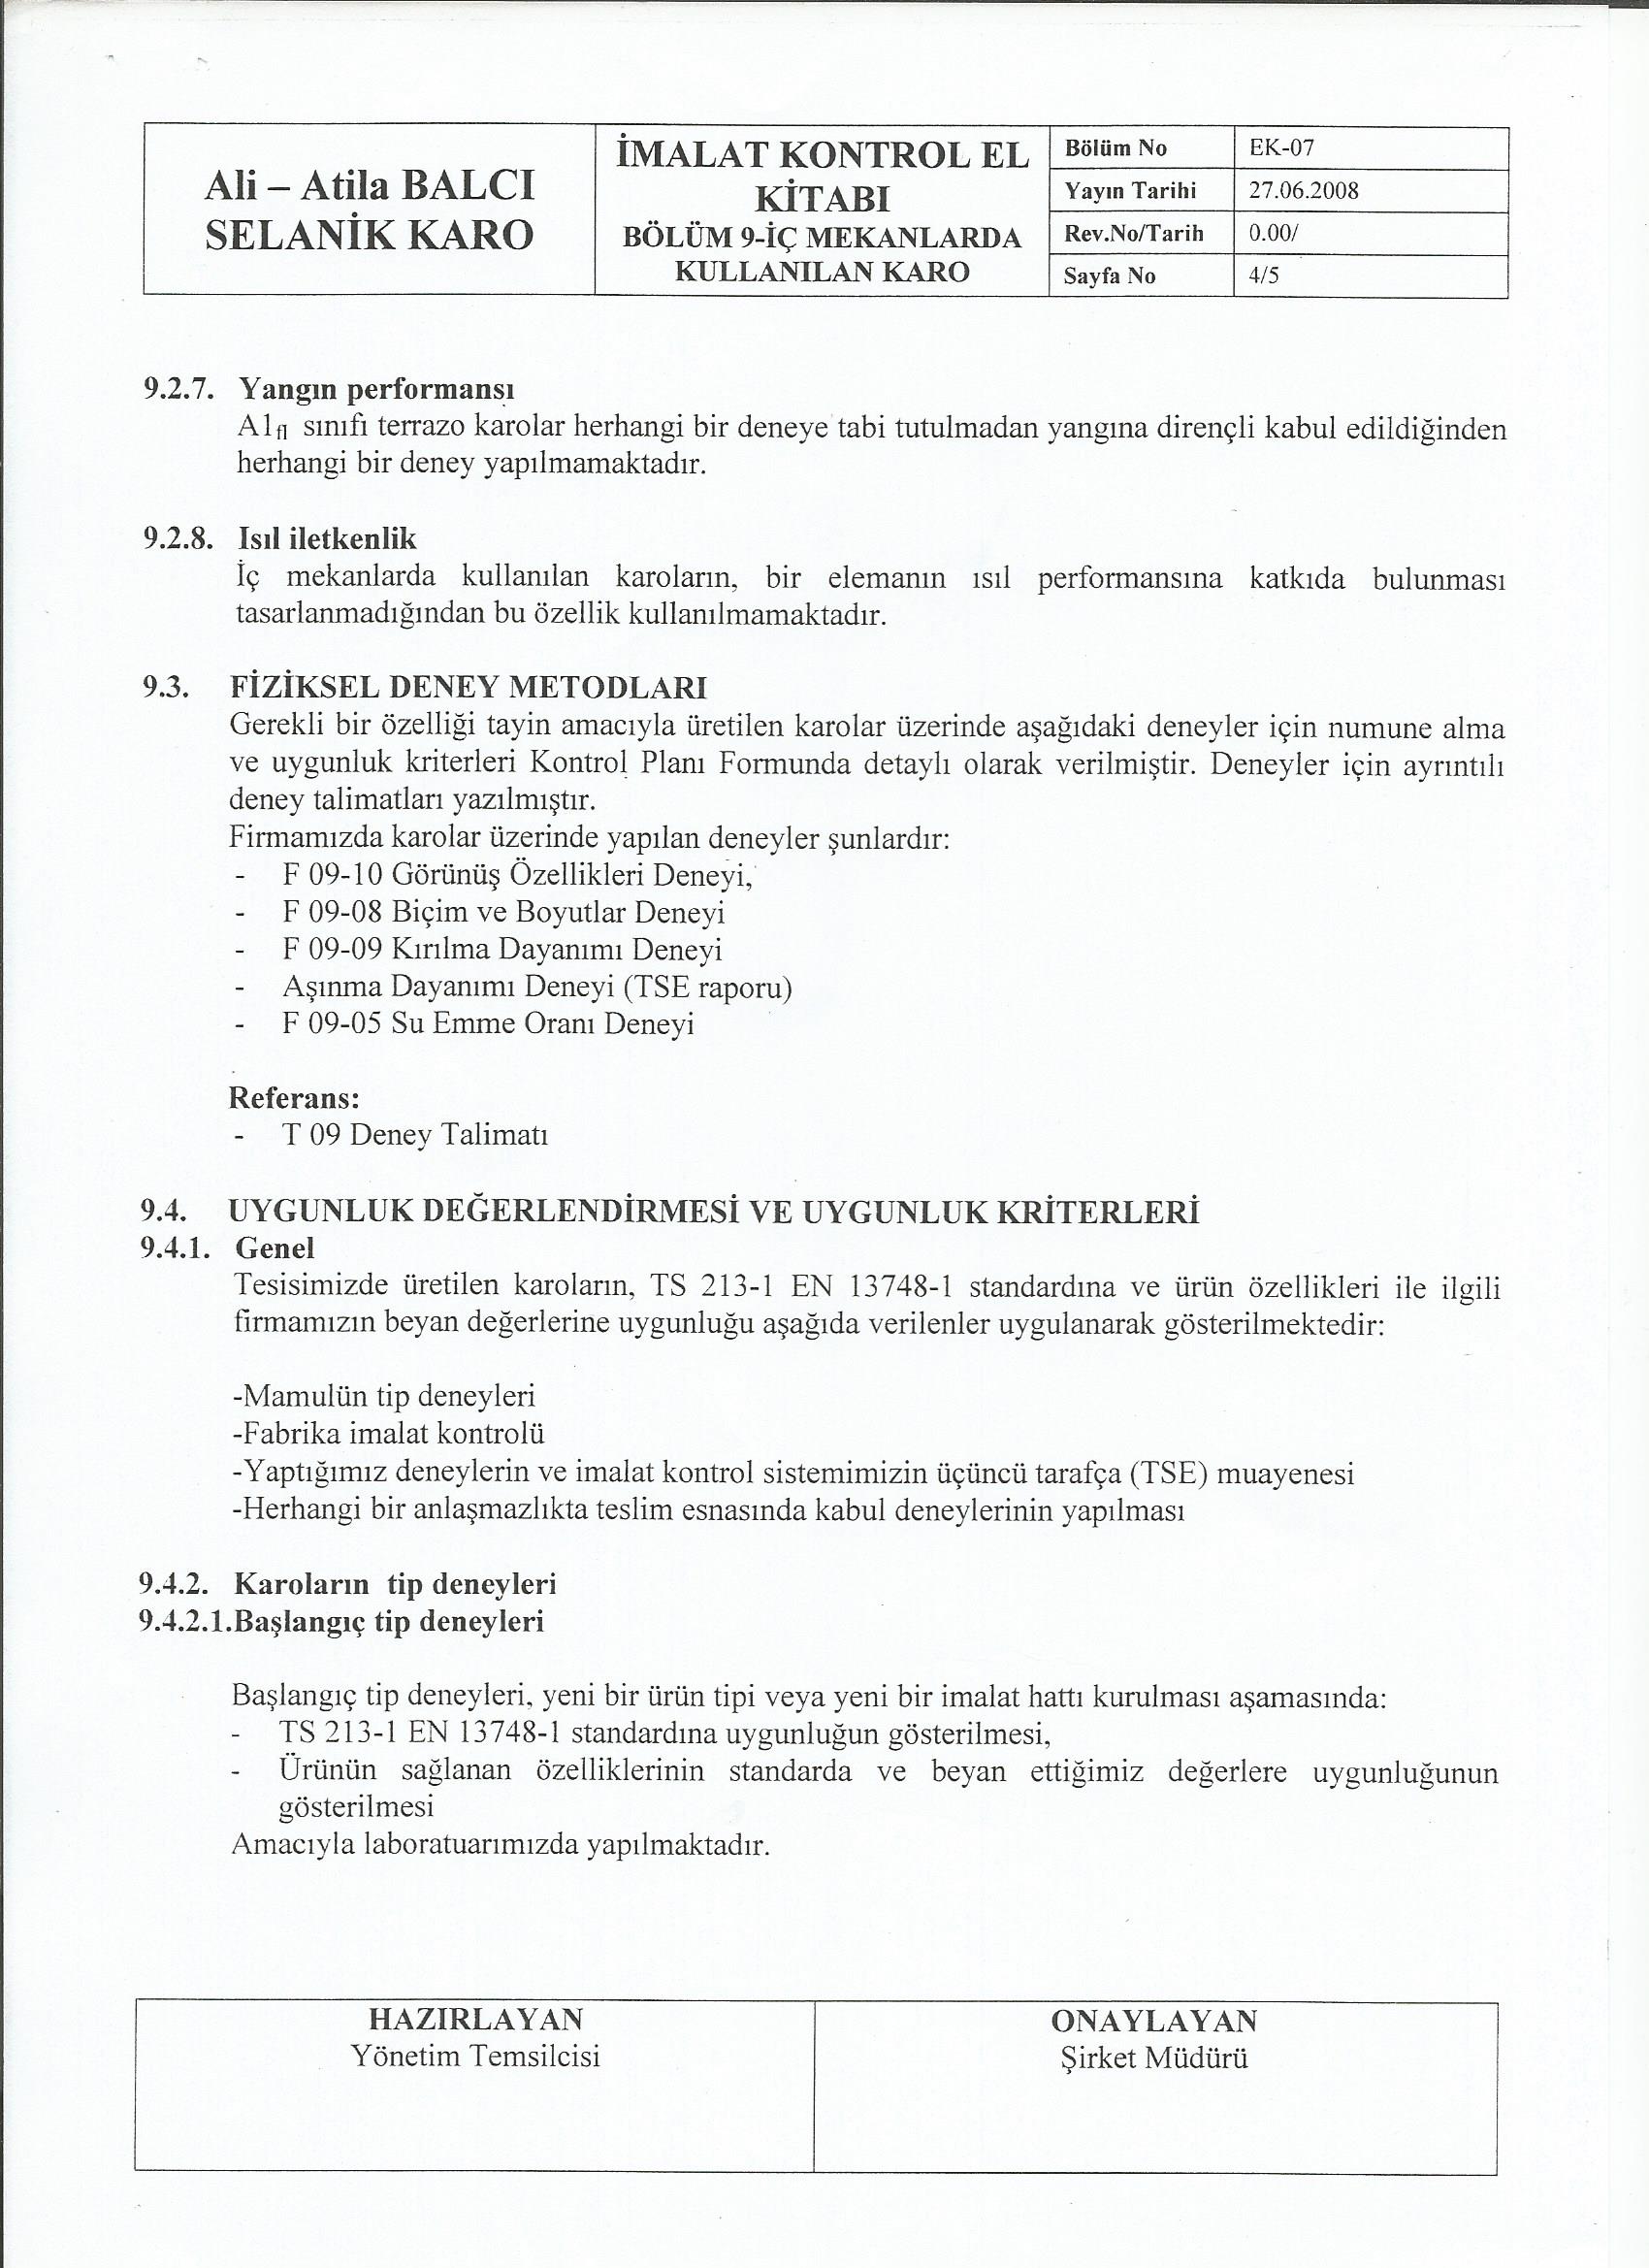 Ali – Atila BALCI
SELANİK KARO
İMALAT KONTROL EL
KİTABI
BÖLÜM 9-İÇ MEKANLARDA
KULLANILAN KARO
Bölüm No EK-07
Yayın Tarihi 27.06.2008
Rev.No/Tarih 0.00/
Sayfa No 4/5
9.2.7. Yangın performansı
A1fl sınıfı terrazo karolar herhangi bir deneye tabi tutulmadan yangına dirençli kabul edildiğinden
herhangi bir deney yapılmamaktadır.
9.2.8. Isıl iletkenlik
İç mekanlarda kullanılan karoların, bir elemanın ısıl performansına katkıda bulunması
tasarlanmadığından bu özellik kullanılmamaktadır.
9.3. FİZİKSEL DENEY METODLARI
Gerekli bir özelliği tayin amacıyla üretilen karolar üzerinde aşağıdaki deneyler için numune alma
ve uygunluk kriterleri Kontrol Planı Formunda detaylı olarak verilmiştir. Deneyler için ayrıntılı
deney talimatları yazılmıştır.
Firmamızda karolar üzerinde yapılan deneyler şunlardır:
- F 09-10 Görünüş Özellikleri Deneyi,
- F 09-08 Biçim ve Boyutlar Deneyi
- F 09-09 Kırılma Dayanımı Deneyi
- Aşınma Dayanımı Deneyi (TSE raporu)
- F 09-05 Su Emme Oranı Deneyi
Referans:
- T 09 Deney Talimatı
9.4. UYGUNLUK DEĞERLENDİRMESİ VE UYGUNLUK KRİTERLERİ
9.4.1. Genel
Tesisimizde üretilen karoların, TS 213-1 EN 13748-1 standardına ve ürün özellikleri ile ilgili
firmamızın beyan değerlerine uygunluğu aşağıda verilenler uygulanarak gösterilmektedir:
-Mamulün tip deneyleri
-Fabrika imalat kontrolü
-Yaptığımız deneylerin ve imalat kontrol sistemimizin üçüncü tarafça (TSE) muayenesi
-Herhangi bir anlaşmazlıkta teslim esnasında kabul deneylerinin yapılması
9.4.2. Karoların tip deneyleri
9.4.2.1.Başlangıç tip deneyleri
Başlangıç tip deneyleri, yeni bir ürün tipi veya yeni bir imalat hattı kurulması aşamasında:
- TS 213-1 EN 13748-1 standardına uygunluğun gösterilmesi,
- Ürünün sağlanan özelliklerinin standarda ve beyan ettiğimiz değerlere uygunluğunun
gösterilmesi
Amacıyla laboratuarımızda yapılmaktadır.
HAZIRLAYAN
Yönetim Temsilcisi
ONAYLAYAN
Şirket Müdürü